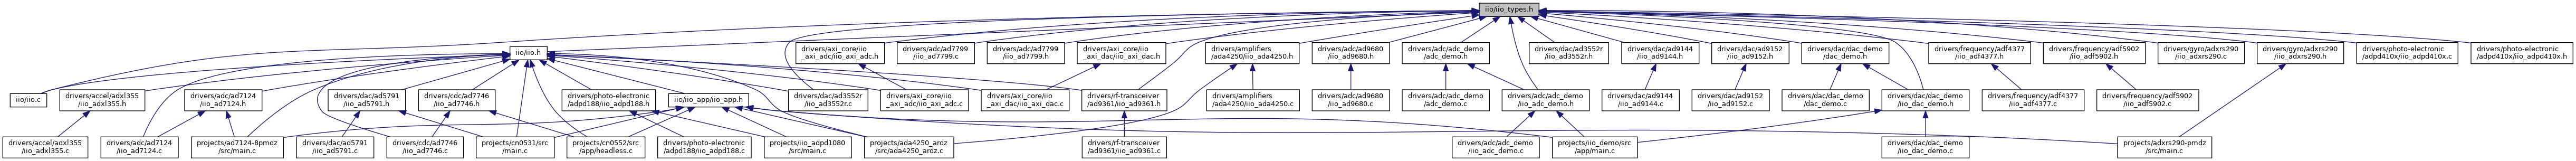 iio/iio_types.h
iio/iio.h
drivers/axi_core/iio
_axi_adc/iio_axi_adc.h
drivers/adc/ad7799
/iio_ad7799.c
drivers/adc/ad7799
/iio_ad7799.h
drivers/axi_core/iio
_axi_dac/iio_axi_dac.h
drivers/amplifiers
/ada4250/iio_ada4250.h
drivers/adc/ad9680
/iio_ad9680.h
drivers/adc/adc_demo
/adc_demo.h
drivers/dac/ad3552r
/iio_ad3552r.h
drivers/dac/ad9144
/iio_ad9144.h
drivers/dac/ad9152
/iio_ad9152.h
drivers/dac/dac_demo
/dac_demo.h
drivers/frequency/adf4377
/iio_adf4377.h
drivers/frequency/adf5902
/iio_adf5902.h
drivers/gyro/adxrs290
/iio_adxrs290.c
drivers/gyro/adxrs290
/iio_adxrs290.h
drivers/photo-electronic
/adpd410x/iio_adpd410x.c
drivers/photo-electronic
/adpd410x/iio_adpd410x.h
iio/iio.c
drivers/accel/adxl355
/iio_adxl355.h
drivers/adc/ad7124
/iio_ad7124.h
drivers/dac/ad5791
/iio_ad5791.h
drivers/cdc/ad7746
/iio_ad7746.h
drivers/photo-electronic
/adpd188/iio_adpd188.h
iio/iio_app/iio_app.h
drivers/dac/ad3552r
/iio_ad3552r.c
drivers/axi_core/iio
_axi_adc/iio_axi_adc.c
drivers/axi_core/iio
_axi_dac/iio_axi_dac.c
drivers/rf-transceiver
/ad9361/iio_ad9361.h
drivers/amplifiers
/ada4250/iio_ada4250.c
drivers/adc/ad9680
/iio_ad9680.c
drivers/adc/adc_demo
/adc_demo.c
drivers/adc/adc_demo
/iio_adc_demo.h
drivers/dac/ad9144
/iio_ad9144.c
drivers/dac/ad9152
/iio_ad9152.c
drivers/dac/dac_demo
/dac_demo.c
drivers/dac/dac_demo
/iio_dac_demo.h
drivers/frequency/adf4377
/iio_adf4377.c
drivers/frequency/adf5902
/iio_adf5902.c
drivers/accel/adxl355
/iio_adxl355.c
drivers/adc/ad7124
/iio_ad7124.c
projects/ad7124-8pmdz
/src/main.c
drivers/dac/ad5791
/iio_ad5791.c
drivers/cdc/ad7746
/iio_ad7746.c
projects/cn0531/src
/main.c
projects/cn0552/src
/app/headless.c
drivers/photo-electronic
/adpd188/iio_adpd188.c
projects/iio_adpd1080
/src/main.c
projects/ada4250_ardz
/src/ada4250_ardz.c
drivers/rf-transceiver
/ad9361/iio_ad9361.c
drivers/adc/adc_demo
/iio_adc_demo.c
projects/iio_demo/src
/app/main.c
drivers/dac/dac_demo
/iio_dac_demo.c
projects/adxrs290-pmdz
/src/main.c